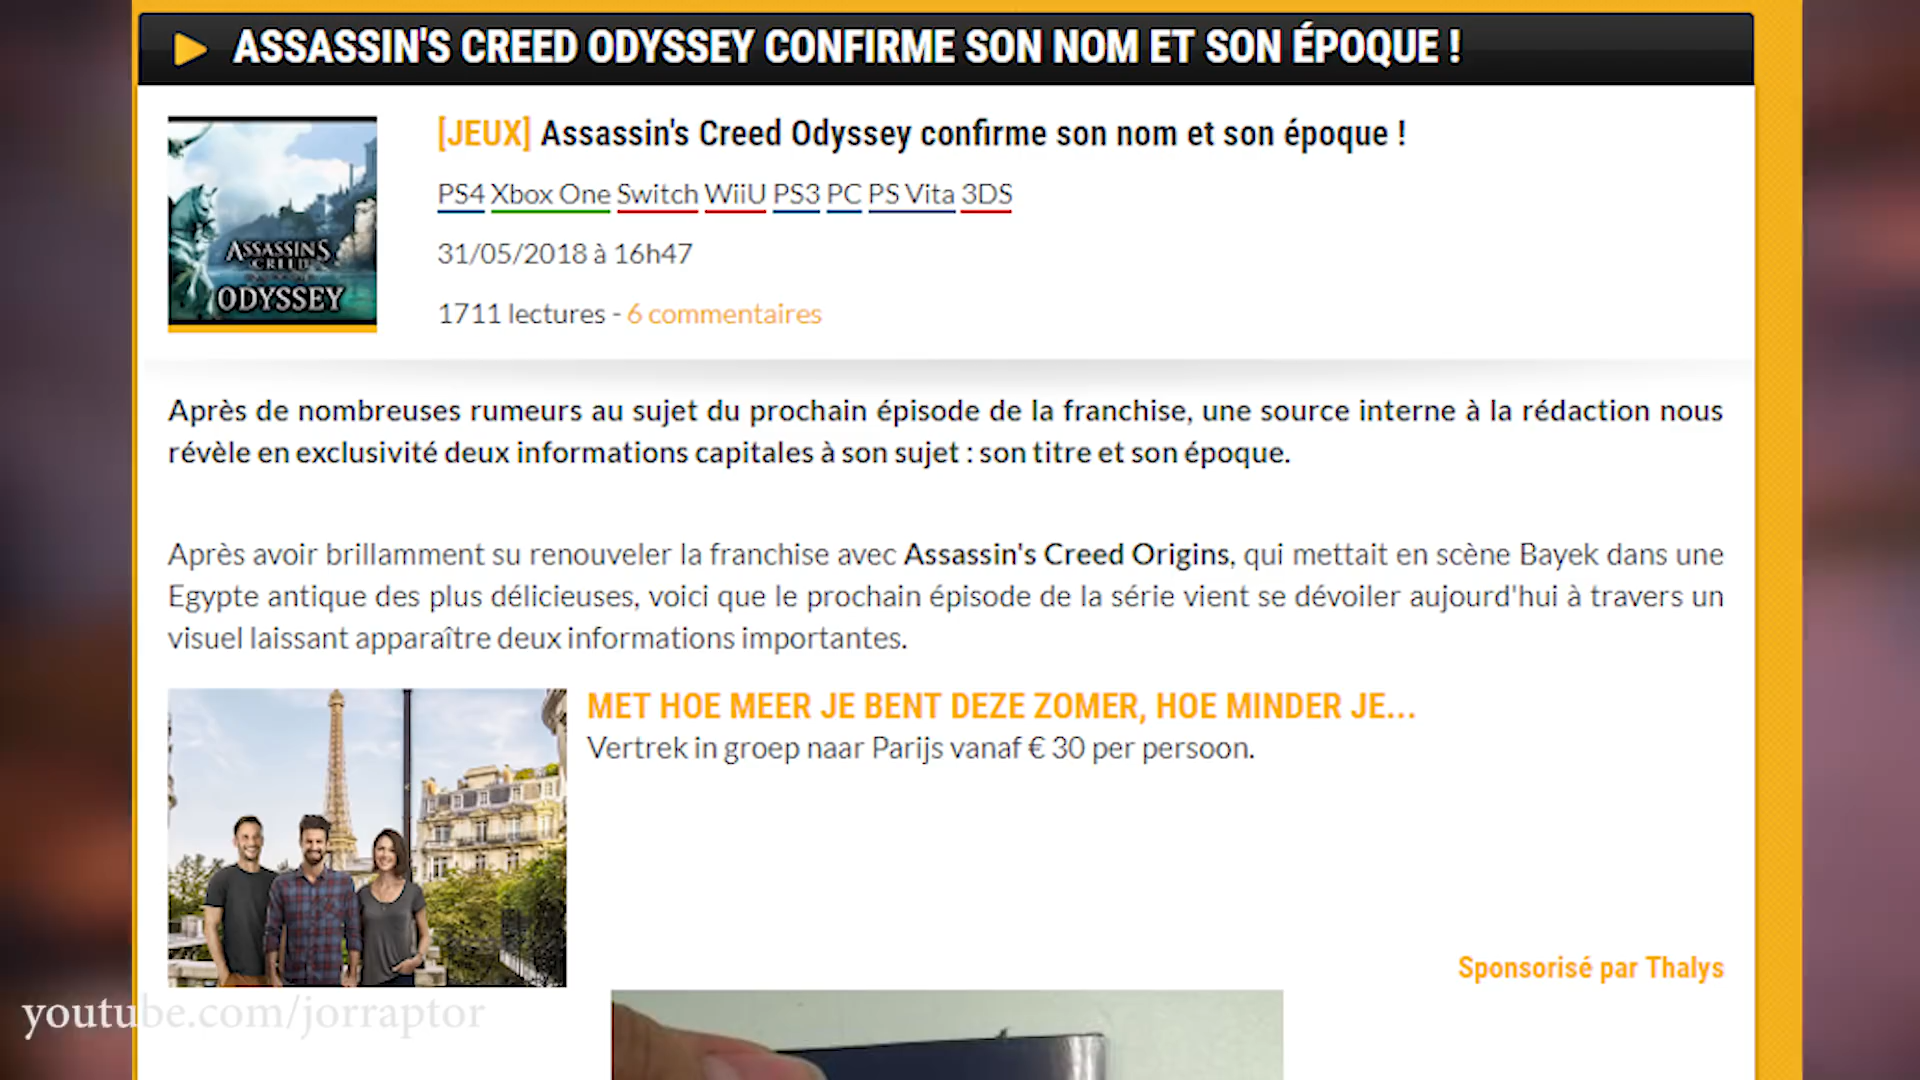 ASSASSIN'S CREED ODYSSEY CONFIRME SON NOM ET SON ÉPOQUE !
[JEUX] Assassin's Creed Odyssey confirme son nom et son époque !
PS4 Xbox One Switch WiiU PS3 PC PS Vita 3DS
31/05/2018 à 16h47
1711 lectures - 6 commentaires
ASSASSIN'S
CREED
ODYSSEY
Après de nombreuses rumeurs au sujet du prochain épisode de la franchise, une source interne à la rédaction nous
révèle en exclusivité deux informations capitales à son sujet : son titre et son époque.
Après avoir brillamment su renouveler la franchise avec Assassin's Creed Origins, qui mettait en scène Bayek dans une
Egypte antique des plus délicieuses, voici que le prochain épisode de la série vient se dévoiler aujourd'hui à travers un
visuel laissant apparaître deux informations importantes.
MET HOE MEER JE BENT DEZE ZOMER, HOE MINDER JE...
Vertrek in groep naar Parijs vanaf € 30 per persoon.
Sponsorisé par Thalys
youtube.com/jorraptor